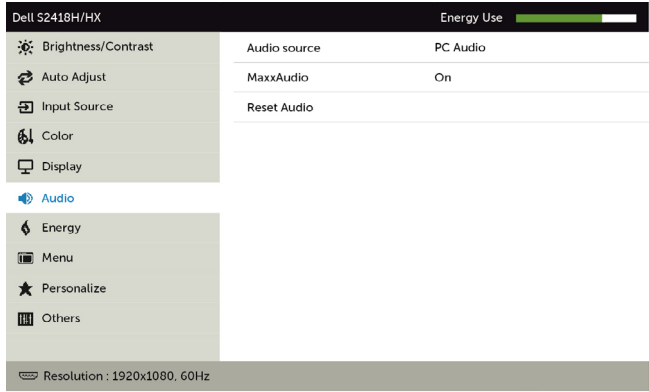 Dell S2418H/HX Energy Use
Brightness/Contrast
Auto Adjust
Input Source
Color
Display
Audio
Energy
Menu
Personalize
Others
Audio source PC Audio
MaxxAudio On
Reset Audio
Resolution : 1920x1080, 60Hz